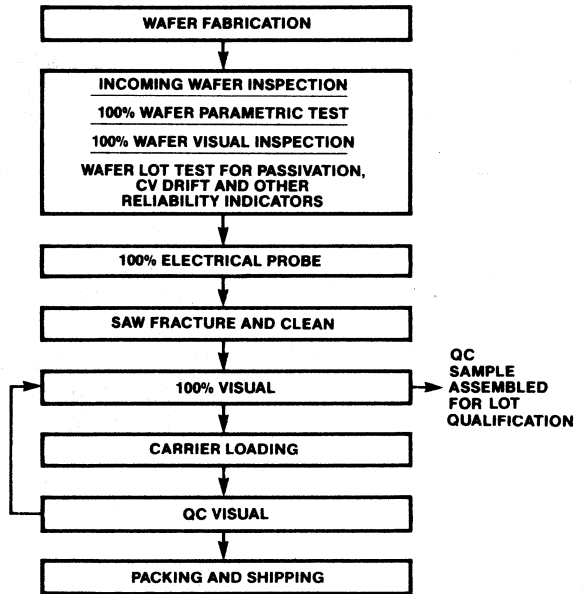 WAFER FABRICATION
INCOMING WAFER INSPECTION
100% WAFER PARAMETRIC TEST
100% WAFER VISUAL INSPECTION
WAFER LOT TEST FOR PASSIVATION,
CV DRIFT AND OTHER
RELIABILITY INDICATORS
100% ELECTRICAL PROBE
SAW FRACTURE AND CLEAN
100% VISUAL
QC
SAMPLE
ASSEMBLED
FOR LOT
QUALIFICATION
CARRIER LOADING
QC VISUAL
PACKING AND SHIPPING